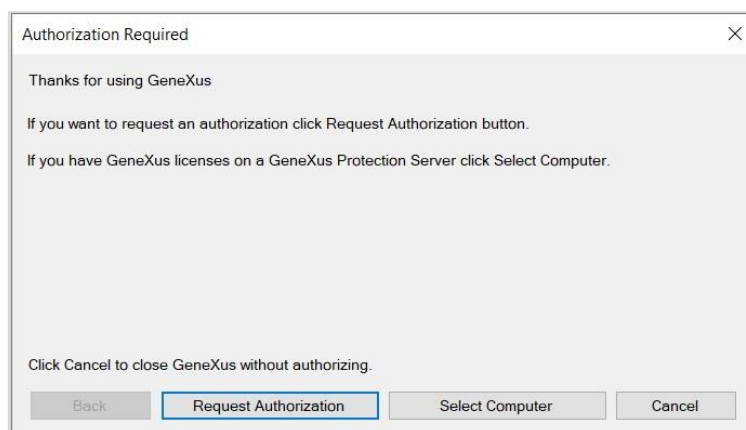 Authorization Required
Thanks for using GeneXus
If you want to request an authorization click Request Authorization button.
If you have GeneXus licenses on a GeneXus Protection Server click Select Computer.
Click Cancel to close GeneXus without authorizing.
Back Request Authorization Select Computer Cancel